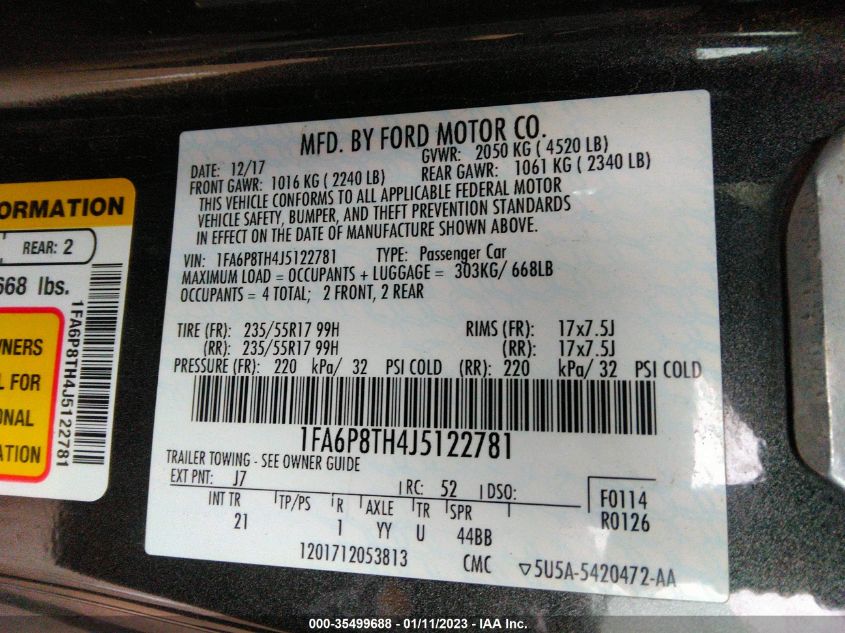 MFD. BY FORD MOTOR CO.
DATE: 12/17 GVWR: 2050 KG ( 4520 LB)
FRONT GAWR: 1016 KG ( 2240 LB) REAR GAWR: 1061 KG ( 2340 LB)
THIS VEHICLE CONFORMS TO ALL APPLICABLE FEDERAL MOTOR
VEHICLE SAFETY, BUMPER, AND THEFT PREVENTION STANDARDS
IN EFFECT ON THE DATE OF MANUFACTURE SHOWN ABOVE.
VIN: 1FA6P8TH4J5122781 TYPE: Passenger Car
MAXIMUM LOAD = OCCUPANTS + LUGGAGE = 303KG/ 668LB
OCCUPANTS = 4 TOTAL; 2 FRONT, 2 REAR
TIRE (FR): 235/55R17 99H RIMS (FR): 17x7.5J
(RR): 235/55R17 99H (RR): 17x7.5J
PRESSURE (FR): 220 kPa/ 32 PSI COLD (RR): 220 kPa/ 32 PSI COLD
1FA6P8TH4J5122781
TRAILER TOWING - SEE OWNER GUIDE
EXT PNT: J7 RC: 52 DSO:
INT TR TP/PS R AXLE TR SPR F0114
21 1 YY U 44BB R0126
1201712053813 CMC ▽5U5A-5420472-AA
ORMATION
REAR: 2
668 lbs.
WNERS
L FOR
ONAL
ATION
1FA6P8TH4J5122781
000-35499688 - 01/11/2023 - IAA Inc.